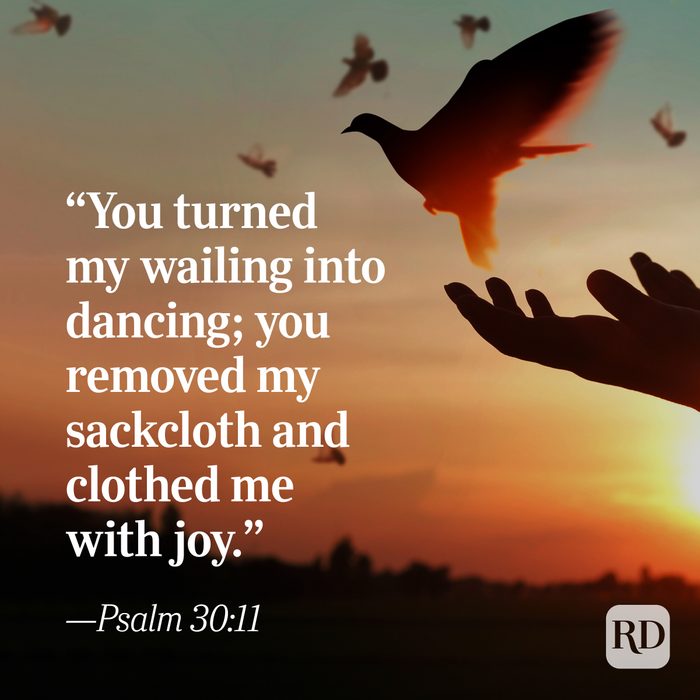 “You turned
my wailing into
dancing; you
removed my
sackcloth and
clothed me
with joy.”
—Psalm 30:11
RD